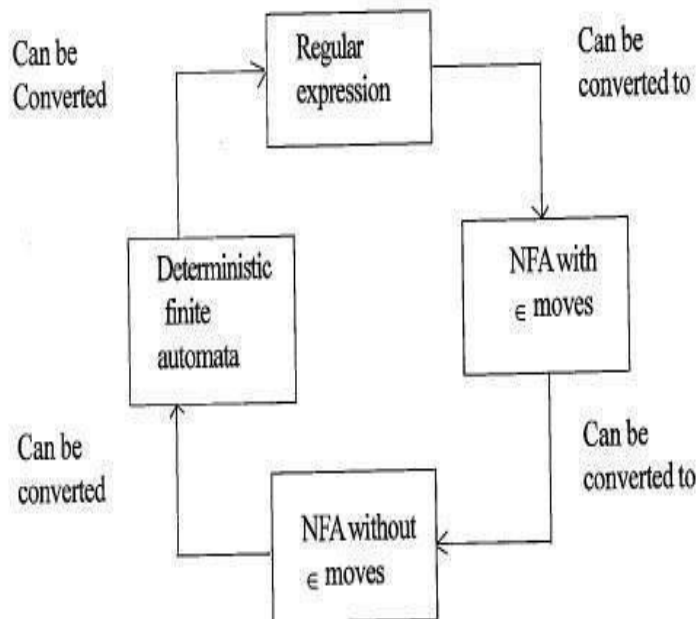 Can be
Converted
Regular
expression
Can be
converted to
Deterministic
finite
automata
NFA with
∈ moves
Can be
converted
Can be
converted to
NFA without
∈ moves